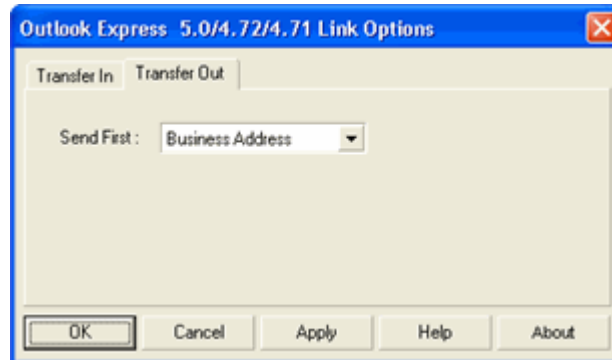 Outlook Express 5.0/4.72/4.71 Link Options
Transfer In Transfer Out
Send First : Business Address
OK Cancel Apply Help About